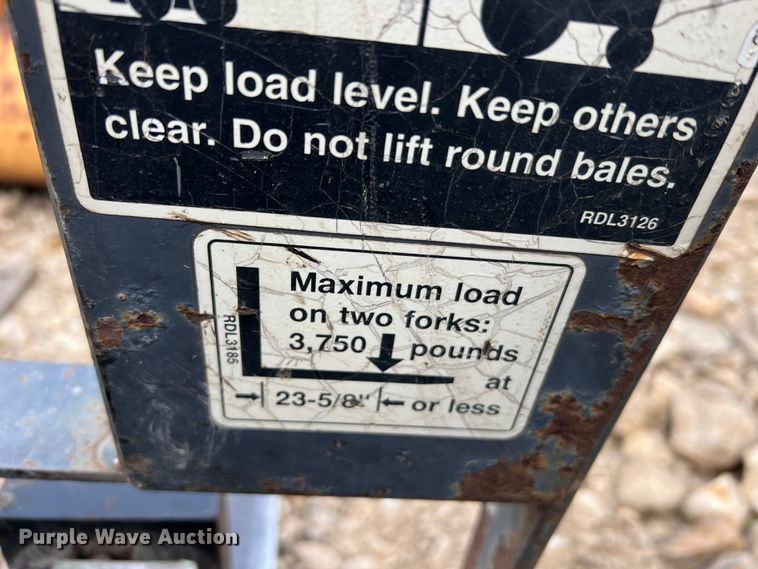 Keep load level. Keep others
clear. Do not lift round bales.
RDL3126
RDL3185
Maximum load
on two forks:
3,750 pounds
at
23-5/8" or less
Purple Wave Auction